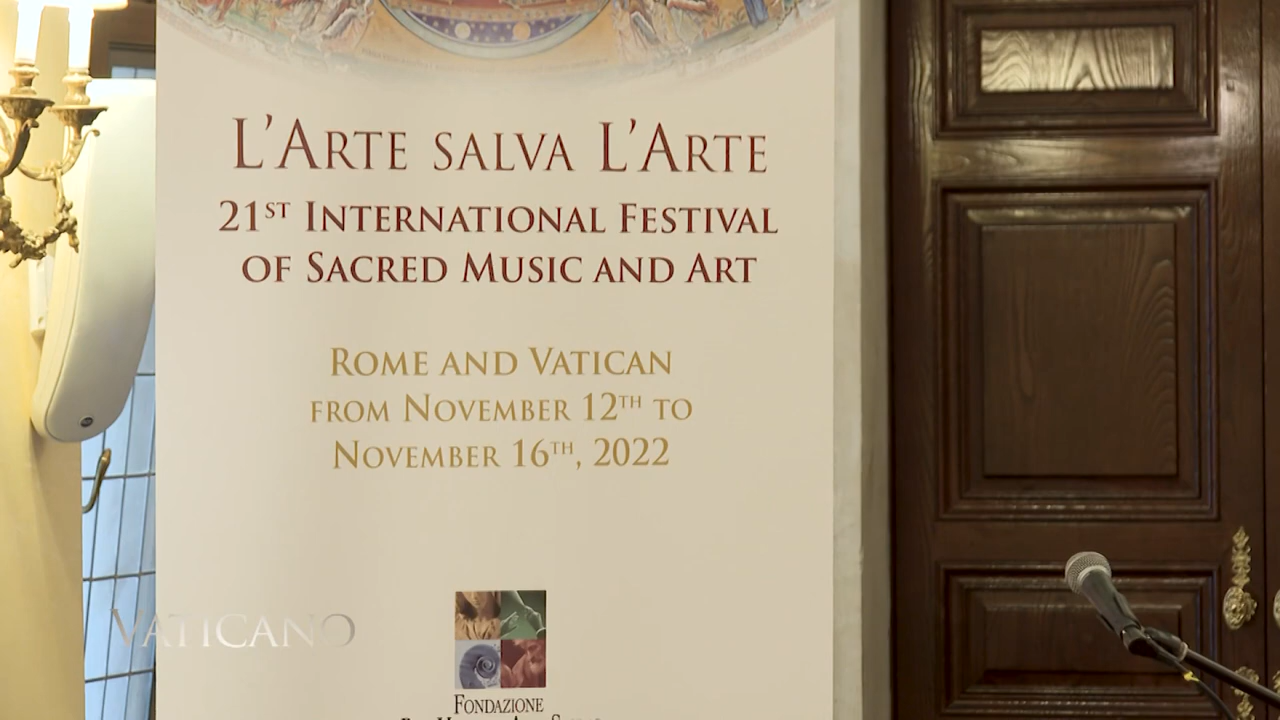 L'Arte salva L'Arte
21st International Festival
of Sacred Music and Art
Rome and Vatican
from November 12th to
November 16th, 2022
Vaticano
Fondazione